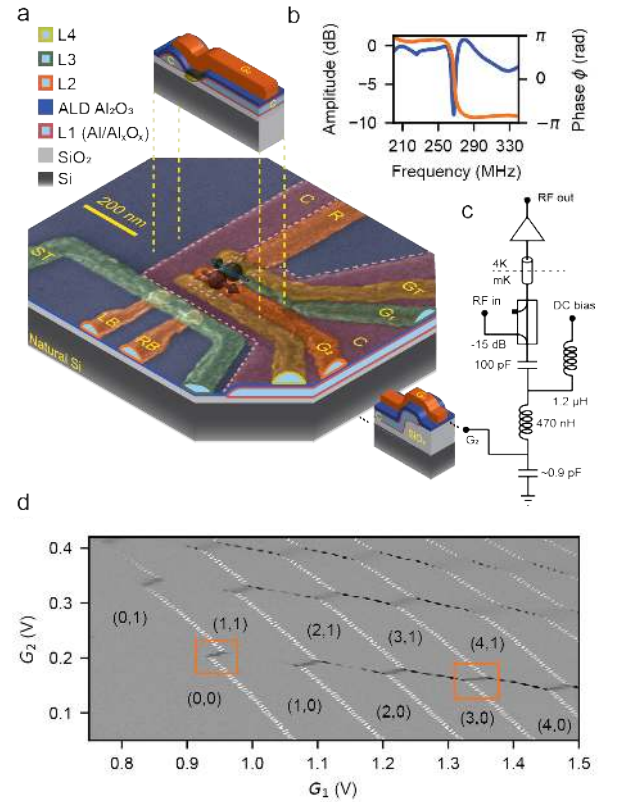 a
L4
L3
L2
ALD Al₂O₃
L1 (Al/AlₓOₓ)
SiO₂
Si
G₂
C
C
200 nm
ST
LB
RB
C
R
Gᴛ
G₁
G₂
C
Natural Si
SiOₓ
b
Amplitude (dB)
0
−5
−10
π
0
−π
Phase ϕ (rad)
210
270
330
Frequency (MHz)
c
RF out
4K
mK
RF in
DC bias
-15 dB
100 pF
1.2 μH
470 nH
G₂
~0.9 pF
d
G₂ (V)
0.4
0.3
0.2
0.1
(0,1)
(1,1)
(2,1)
(3,1)
(4,1)
(0,0)
(1,0)
(2,0)
(3,0)
(4,0)
0.8 0.9 1.0 1.1 1.2 1.3 1.4 1.5
G₁ (V)